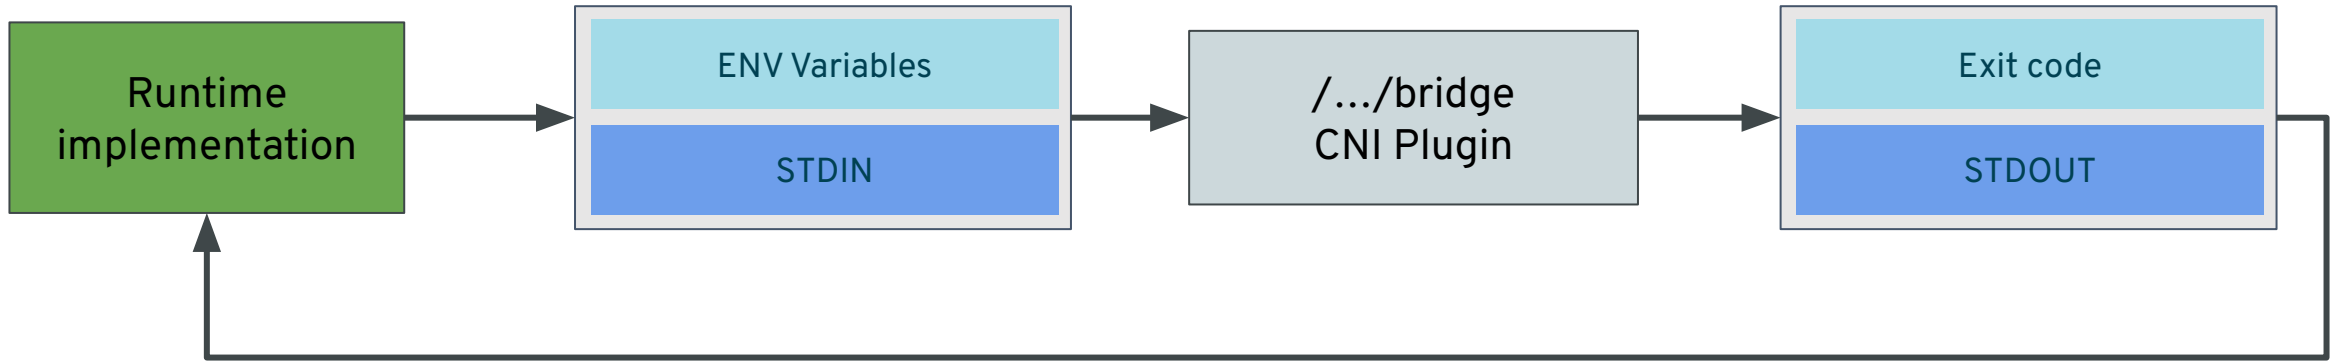 Runtime
implementation
ENV Variables
STDIN
/.../bridge
CNI Plugin
Exit code
STDOUT